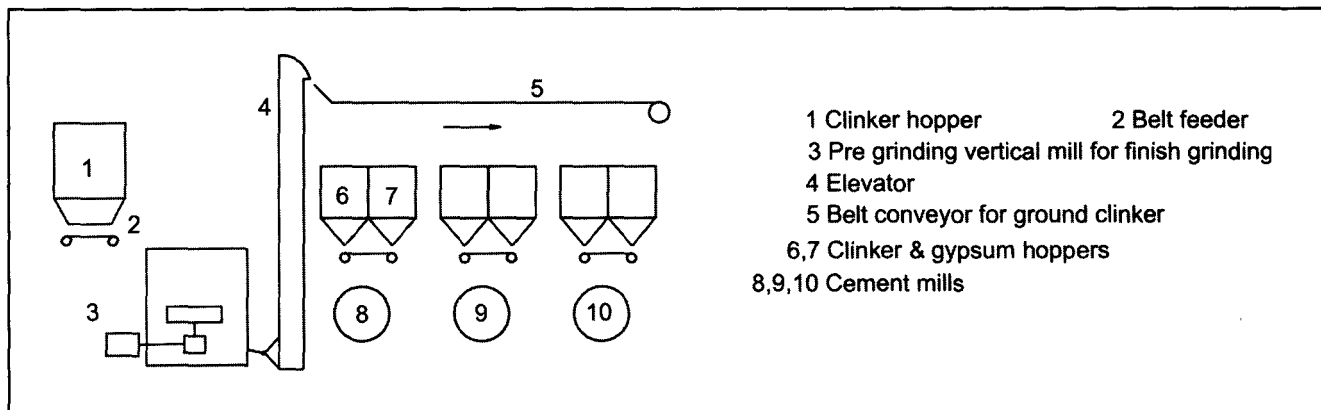 5
4
1 Clinker hopper 2 Belt feeder
3 Pre grinding vertical mill for finish grinding
4 Elevator
5 Belt conveyor for ground clinker
6,7 Clinker & gypsum hoppers
8,9,10 Cement mills
1
6 7
2
3
8 9 10